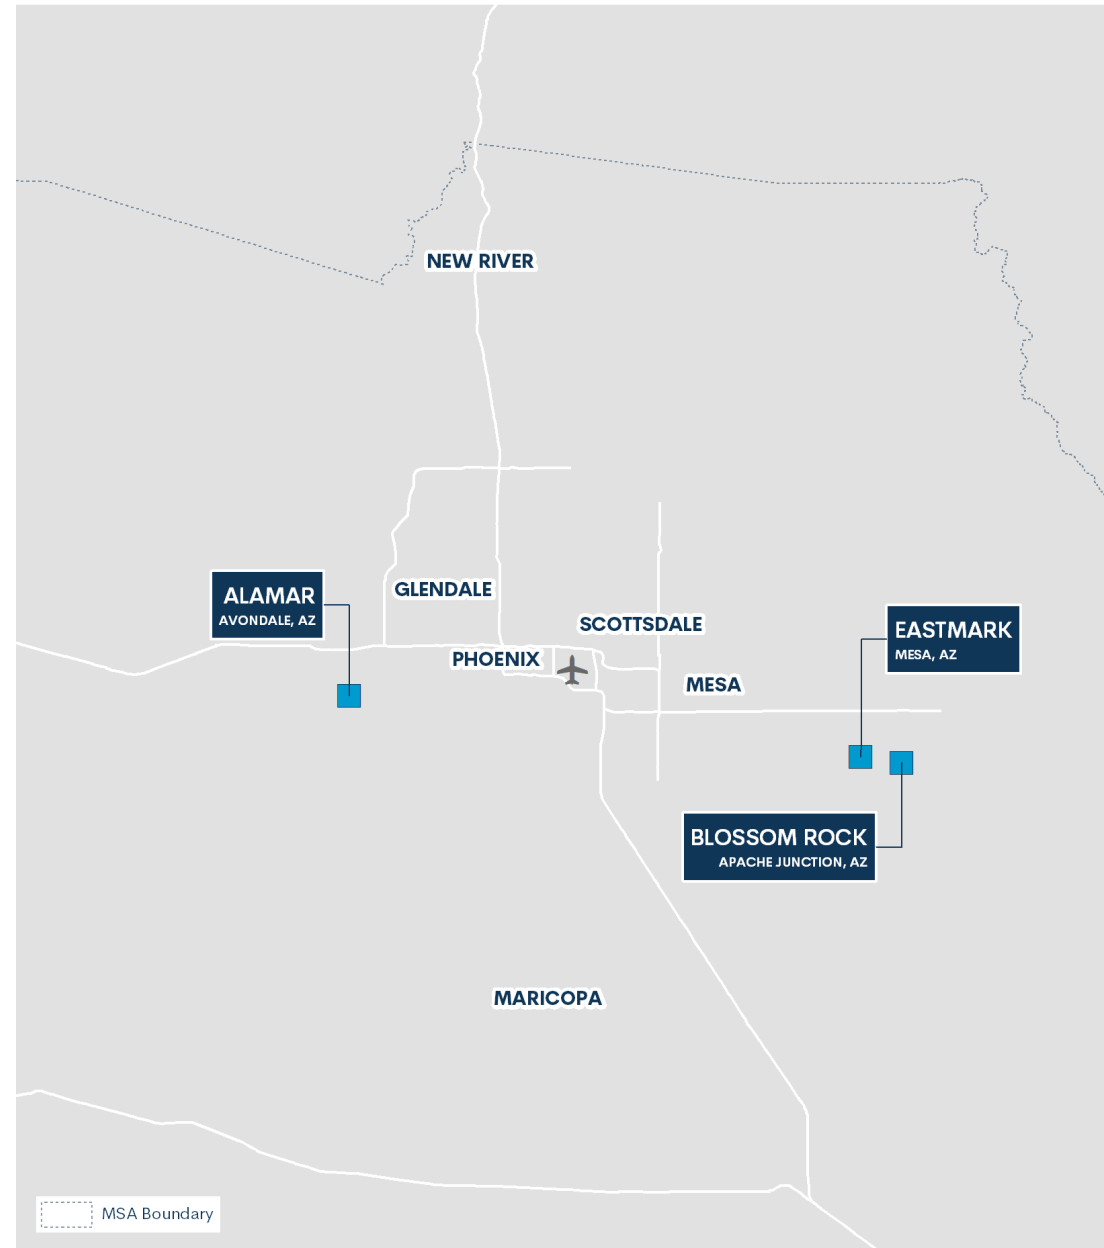 NEW RIVER
ALAMAR
AVONDALE, AZ
GLENDALE
SCOTTSDALE
EASTMARK
MESA, AZ
PHOENIX
MESA
BLOSSOM ROCK
APACHE JUNCTION, AZ
MARICOPA
MSA Boundary